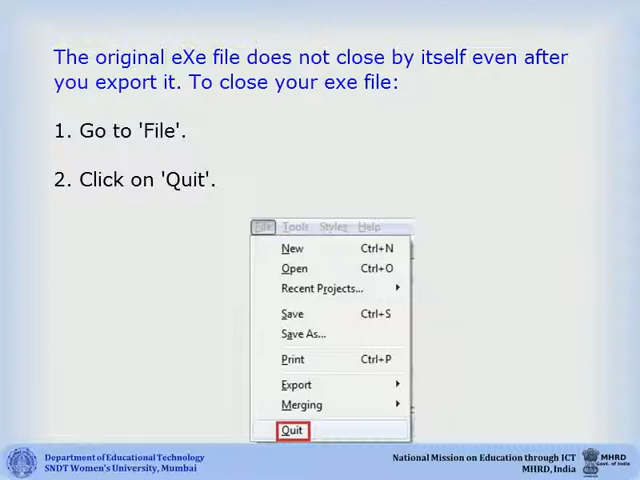 The original eXe file does not close by itself even after
you export it. To close your exe file:
1. Go to 'File'.
2. Click on 'Quit'.
File Tools Styles Help
New Ctrl+N
Open Ctrl+O
Recent Projects...
Save Ctrl+S
Save As...
Print Ctrl+P
Export
Merging
Quit
Department of Educational Technology
SNDT Women's University, Mumbai
National Mission on Education through ICT
MHRD, India
MHRD
Govt. of India